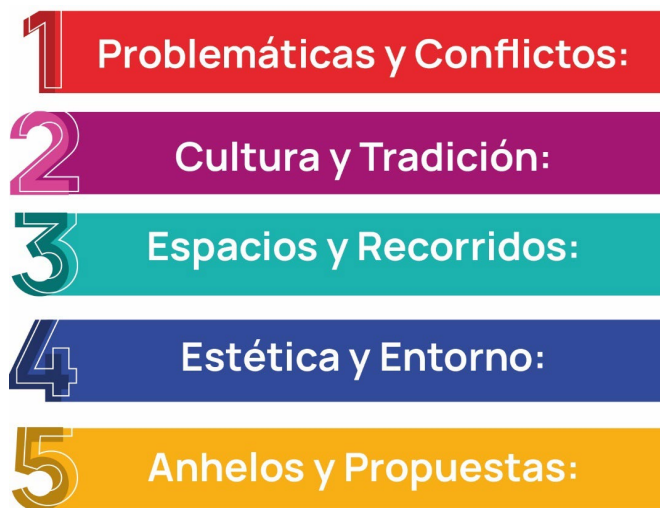 1 Problemáticas y Conflictos:
2 Cultura y Tradición:
3 Espacios y Recorridos:
4 Estética y Entorno:
5 Anhelos y Propuestas: